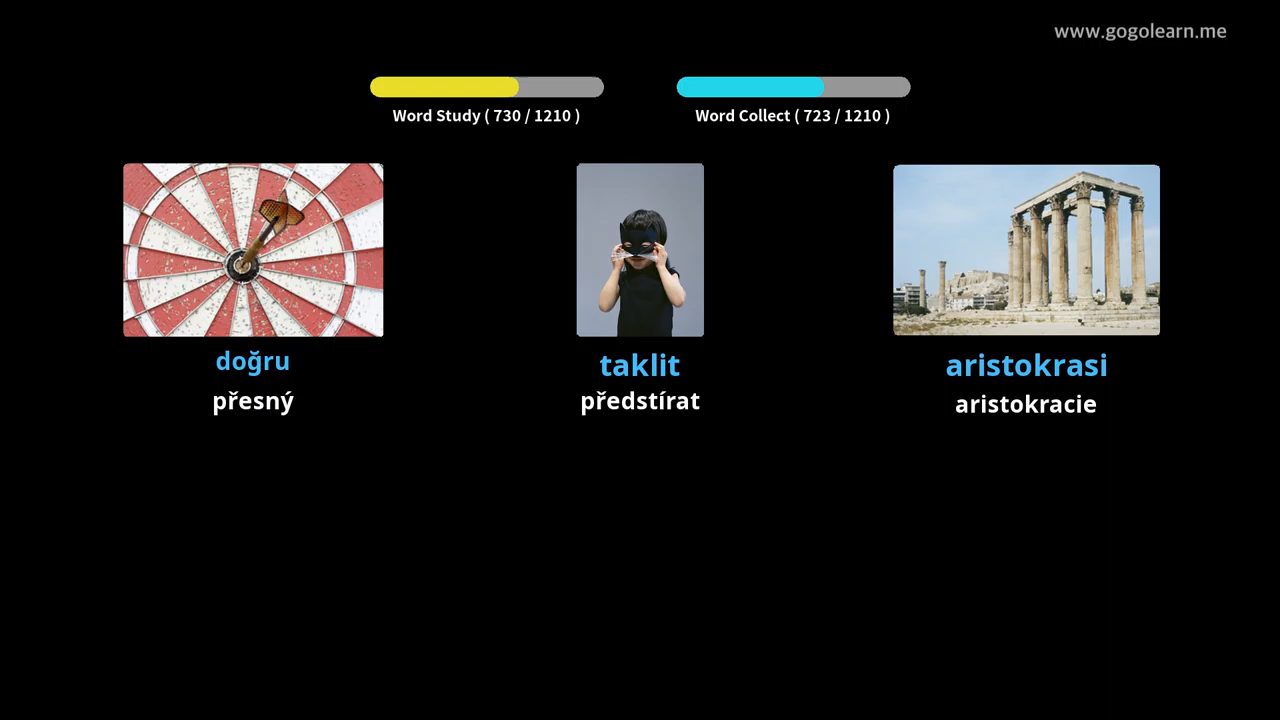 www.gogolearn.me
Word Study ( 730 / 1210 )
Word Collect ( 723 / 1210 )
doğru
taklit
aristokrasi
přesný
předstírat
aristokracie